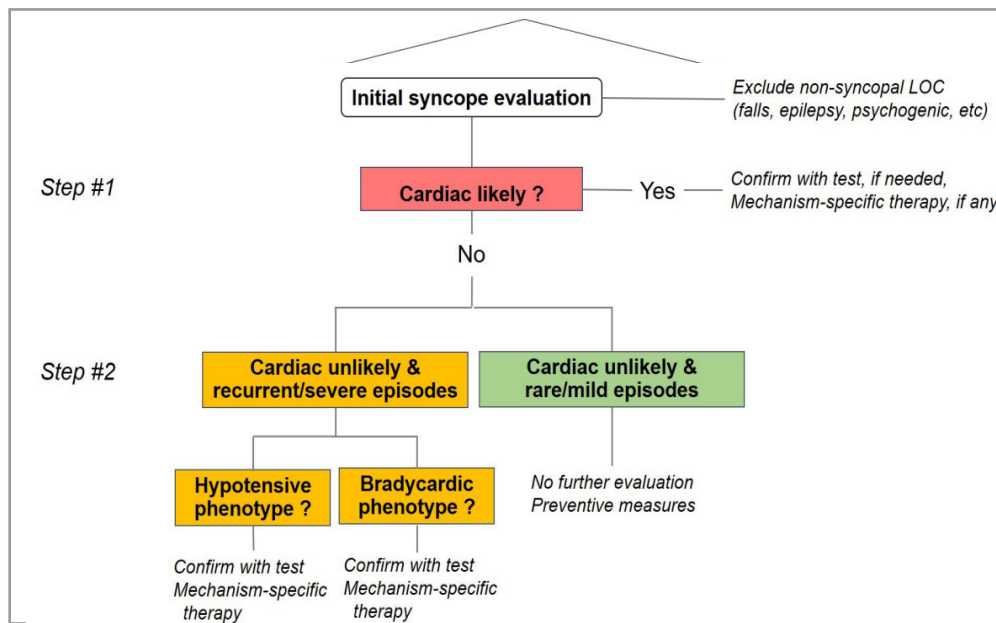 Initial syncope evaluation
Exclude non-syncopal LOC
(falls, epilepsy, psychogenic, etc)
Step #1
Cardiac likely ?
Yes
Confirm with test, if needed,
Mechanism-specific therapy, if any
No
Step #2
Cardiac unlikely &
recurrent/severe episodes
Cardiac unlikely &
rare/mild episodes
Hypotensive
phenotype ?
Bradycardic
phenotype ?
No further evaluation
Preventive measures
Confirm with test
Mechanism-specific
therapy
Confirm with test
Mechanism-specific
therapy